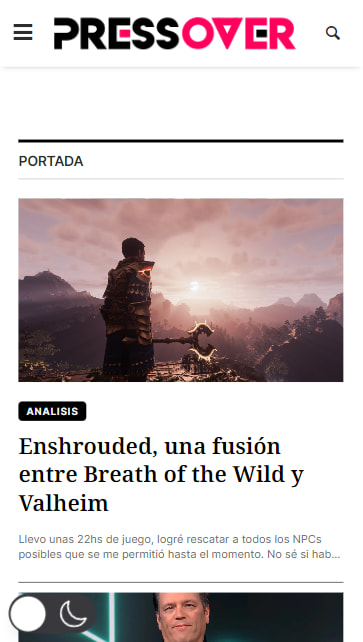 PRESSOVER
PORTADA
ANALISIS
Enshrouded, una fusión
entre Breath of the Wild y
Valheim
Llevo unas 22hs de juego, logré rescatar a todos los NPCs
posibles que se me permitió hasta el momento. No sé si hab...